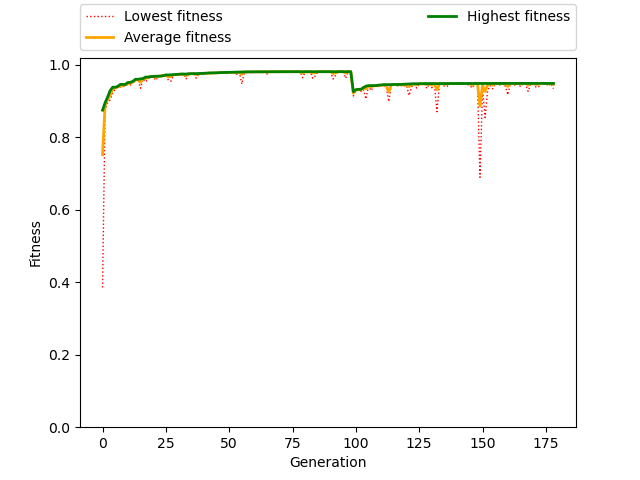 Lowest fitness
Average fitness
Highest fitness
1.0
0.8
0.6
0.4
0.2
0.0
Fitness
0 25 50 75 100 125 150 175
Generation